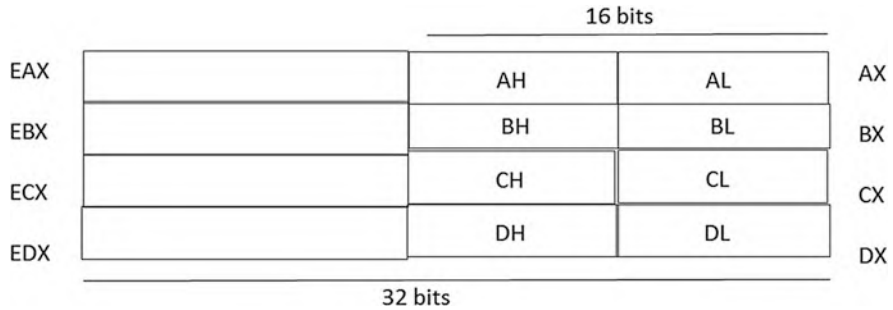 16 bits
EAX AH AL AX
EBX BH BL BX
ECX CH CL CX
EDX DH DL DX
32 bits